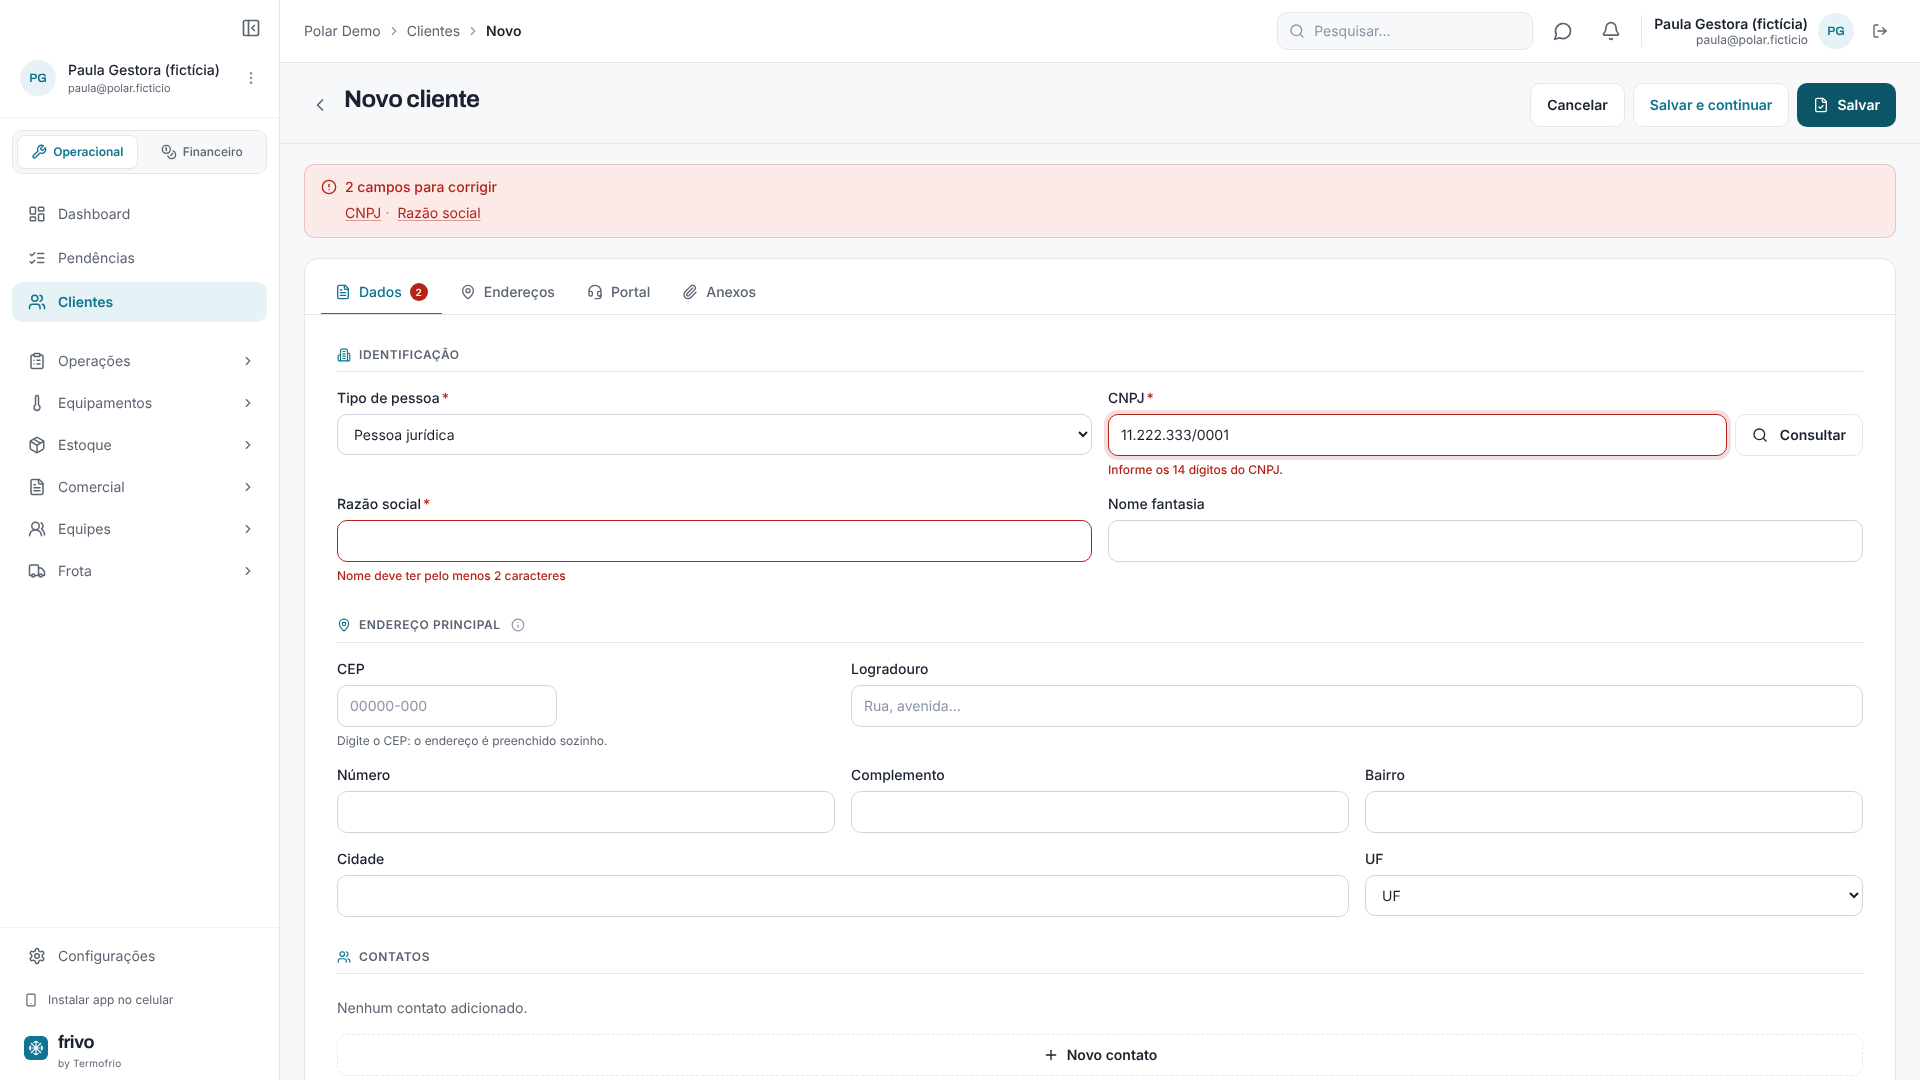 Polar Demo > Clientes > Novo
Pesquisar...
Paula Gestora (fictícia)
paula@polar.ficticio
PG
PG
Paula Gestora (fictícia)
paula@polar.ficticio
Operacional
Financeiro
Dashboard
Pendências
Clientes
Operações
Equipamentos
Estoque
Comercial
Equipes
Frota
Configurações
Instalar app no celular
frivo
by Termofrio
Novo cliente
Cancelar
Salvar e continuar
Salvar
2 campos para corrigir
CNPJ · Razão social
Dados 2
Endereços
Portal
Anexos
IDENTIFICAÇÃO
Tipo de pessoa*
Pessoa jurídica
CNPJ*
11.222.333/0001
Consultar
Informe os 14 dígitos do CNPJ.
Razão social*
Nome deve ter pelo menos 2 caracteres
Nome fantasia
ENDEREÇO PRINCIPAL
CEP
00000-000
Digite o CEP: o endereço é preenchido sozinho.
Logradouro
Rua, avenida...
Número
Complemento
Bairro
Cidade
UF
UF
CONTATOS
Nenhum contato adicionado.
+ Novo contato